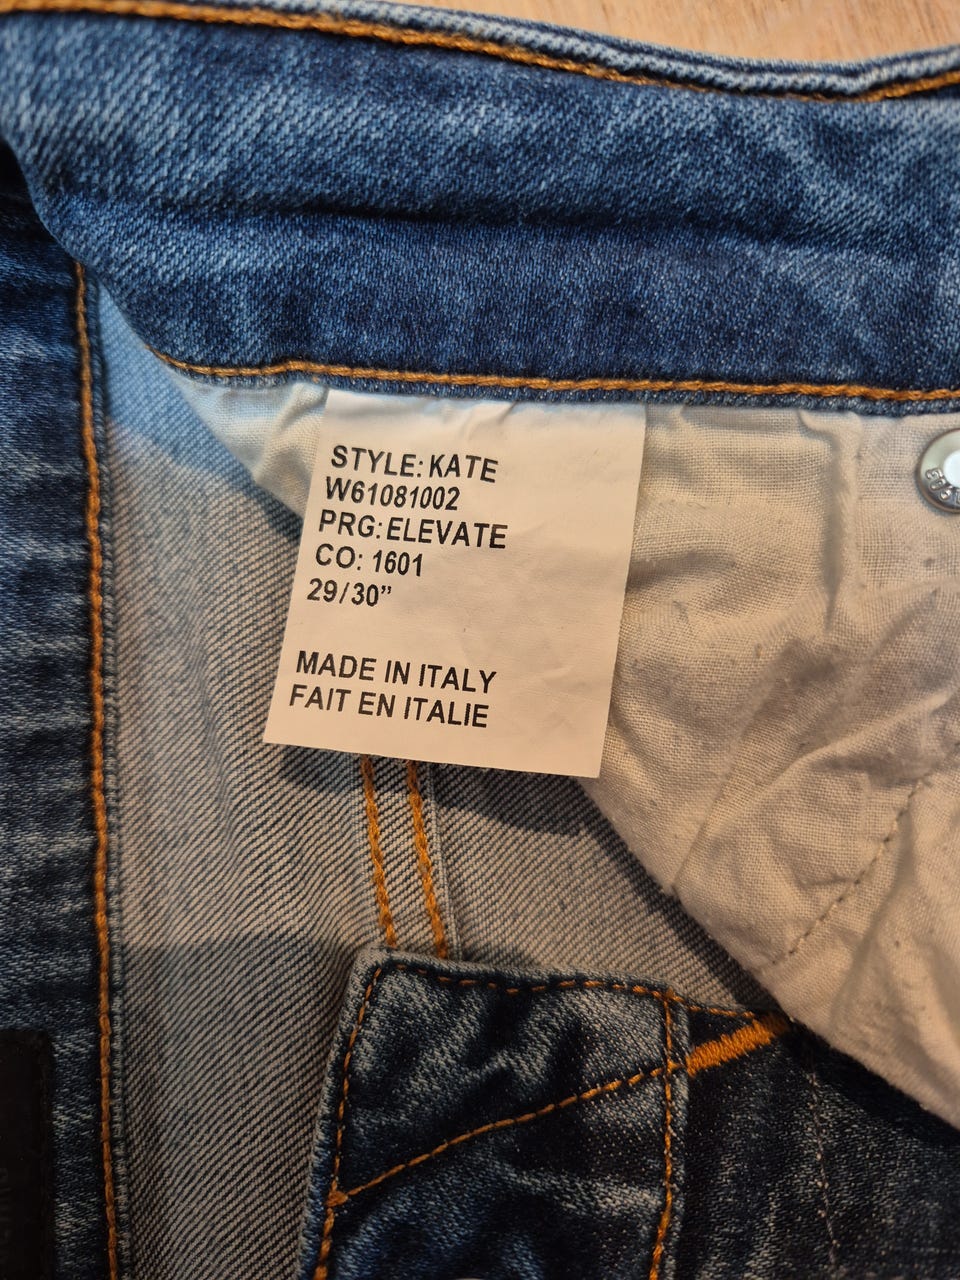 STYLE: KATE
W61081002
PRG: ELEVATE
CO: 1601
29/30”
MADE IN ITALY
FAIT EN ITALIE